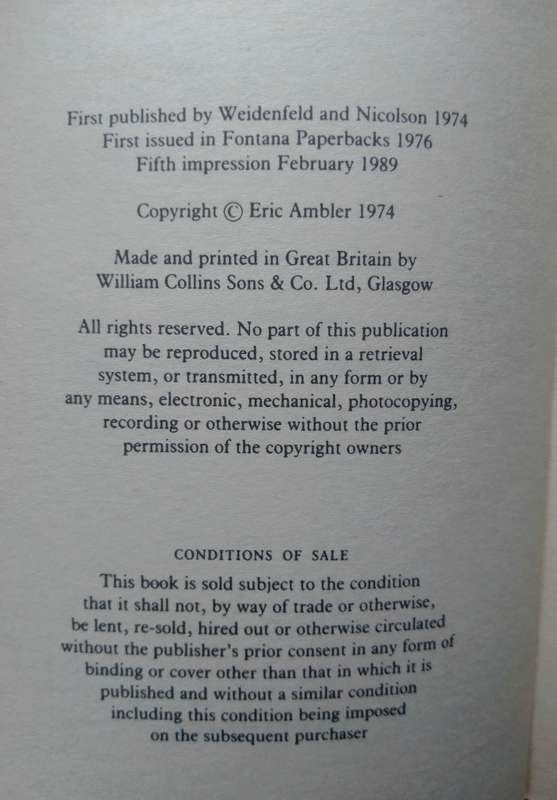 First published by Weidenfeld and Nicolson 1974
First issued in Fontana Paperbacks 1976
Fifth impression February 1989
Copyright © Eric Ambler 1974
Made and printed in Great Britain by
William Collins Sons & Co. Ltd, Glasgow
All rights reserved. No part of this publication
may be reproduced, stored in a retrieval
system, or transmitted, in any form or by
any means, electronic, mechanical, photocopying,
recording or otherwise without the prior
permission of the copyright owners
CONDITIONS OF SALE
This book is sold subject to the condition
that it shall not, by way of trade or otherwise,
be lent, re-sold, hired out or otherwise circulated
without the publisher's prior consent in any form of
binding or cover other than that in which it is
published and without a similar condition
including this condition being imposed
on the subsequent purchaser